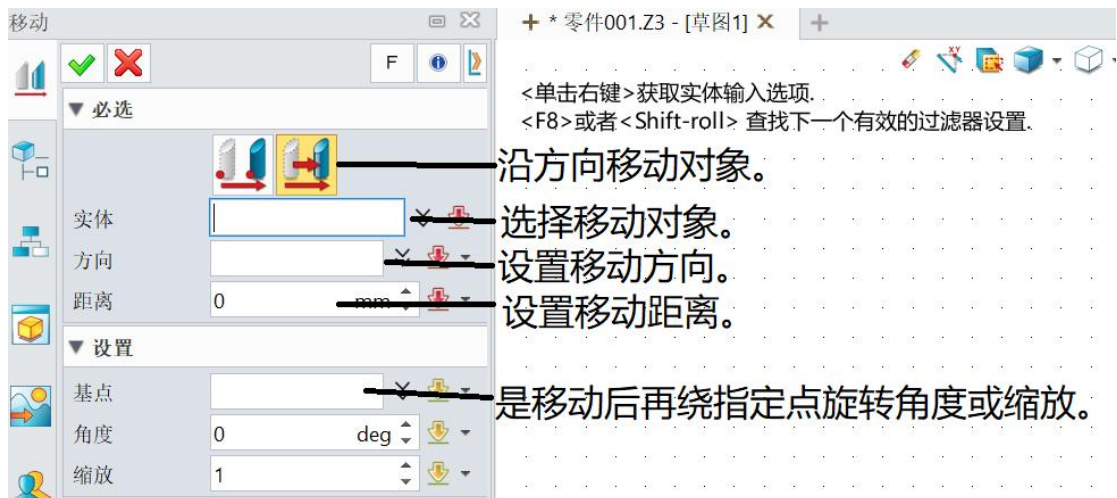 移动
+ * 零件001.Z3 - [草图1] ×
F
▼ 必选
<单击右键>获取实体输入选项.
<F8>或者<Shift-roll> 查找下一个有效的过滤器设置.
沿方向移动对象。
实体
选择移动对象。
方向
设置移动方向。
距离 0 mm
设置移动距离。
▼ 设置
基点
是移动后再绕指定点旋转角度或缩放。
角度 0 deg
缩放 1